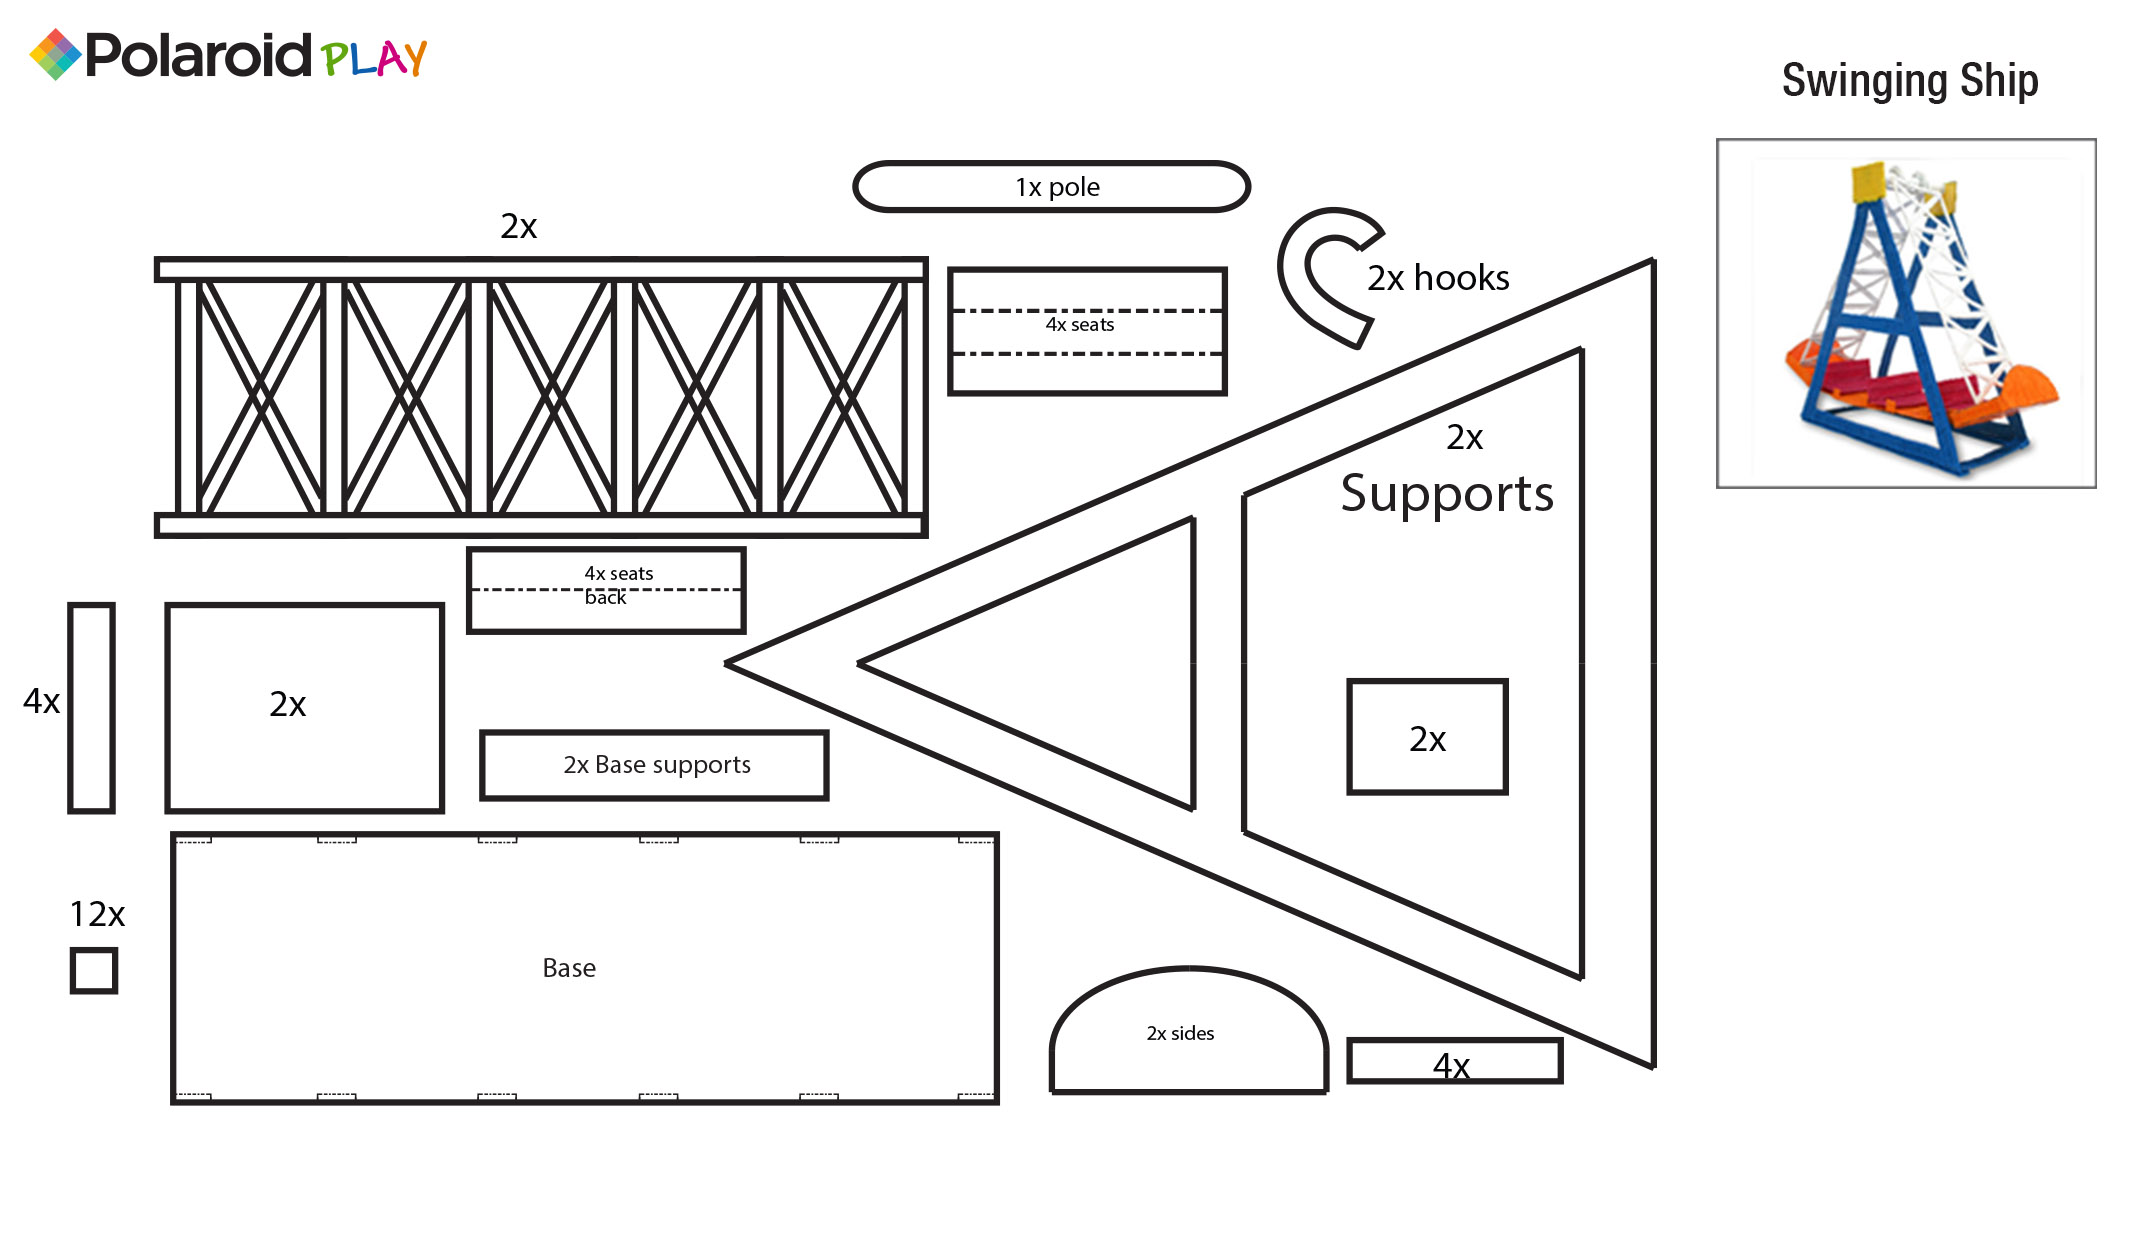 Polaroid PLAY
Swinging Ship
1x pole
2x
2x hooks
4x seats
2x
Supports
4x seats
back
4x
2x
2x Base supports
2x
12x
Base
2x sides
4x